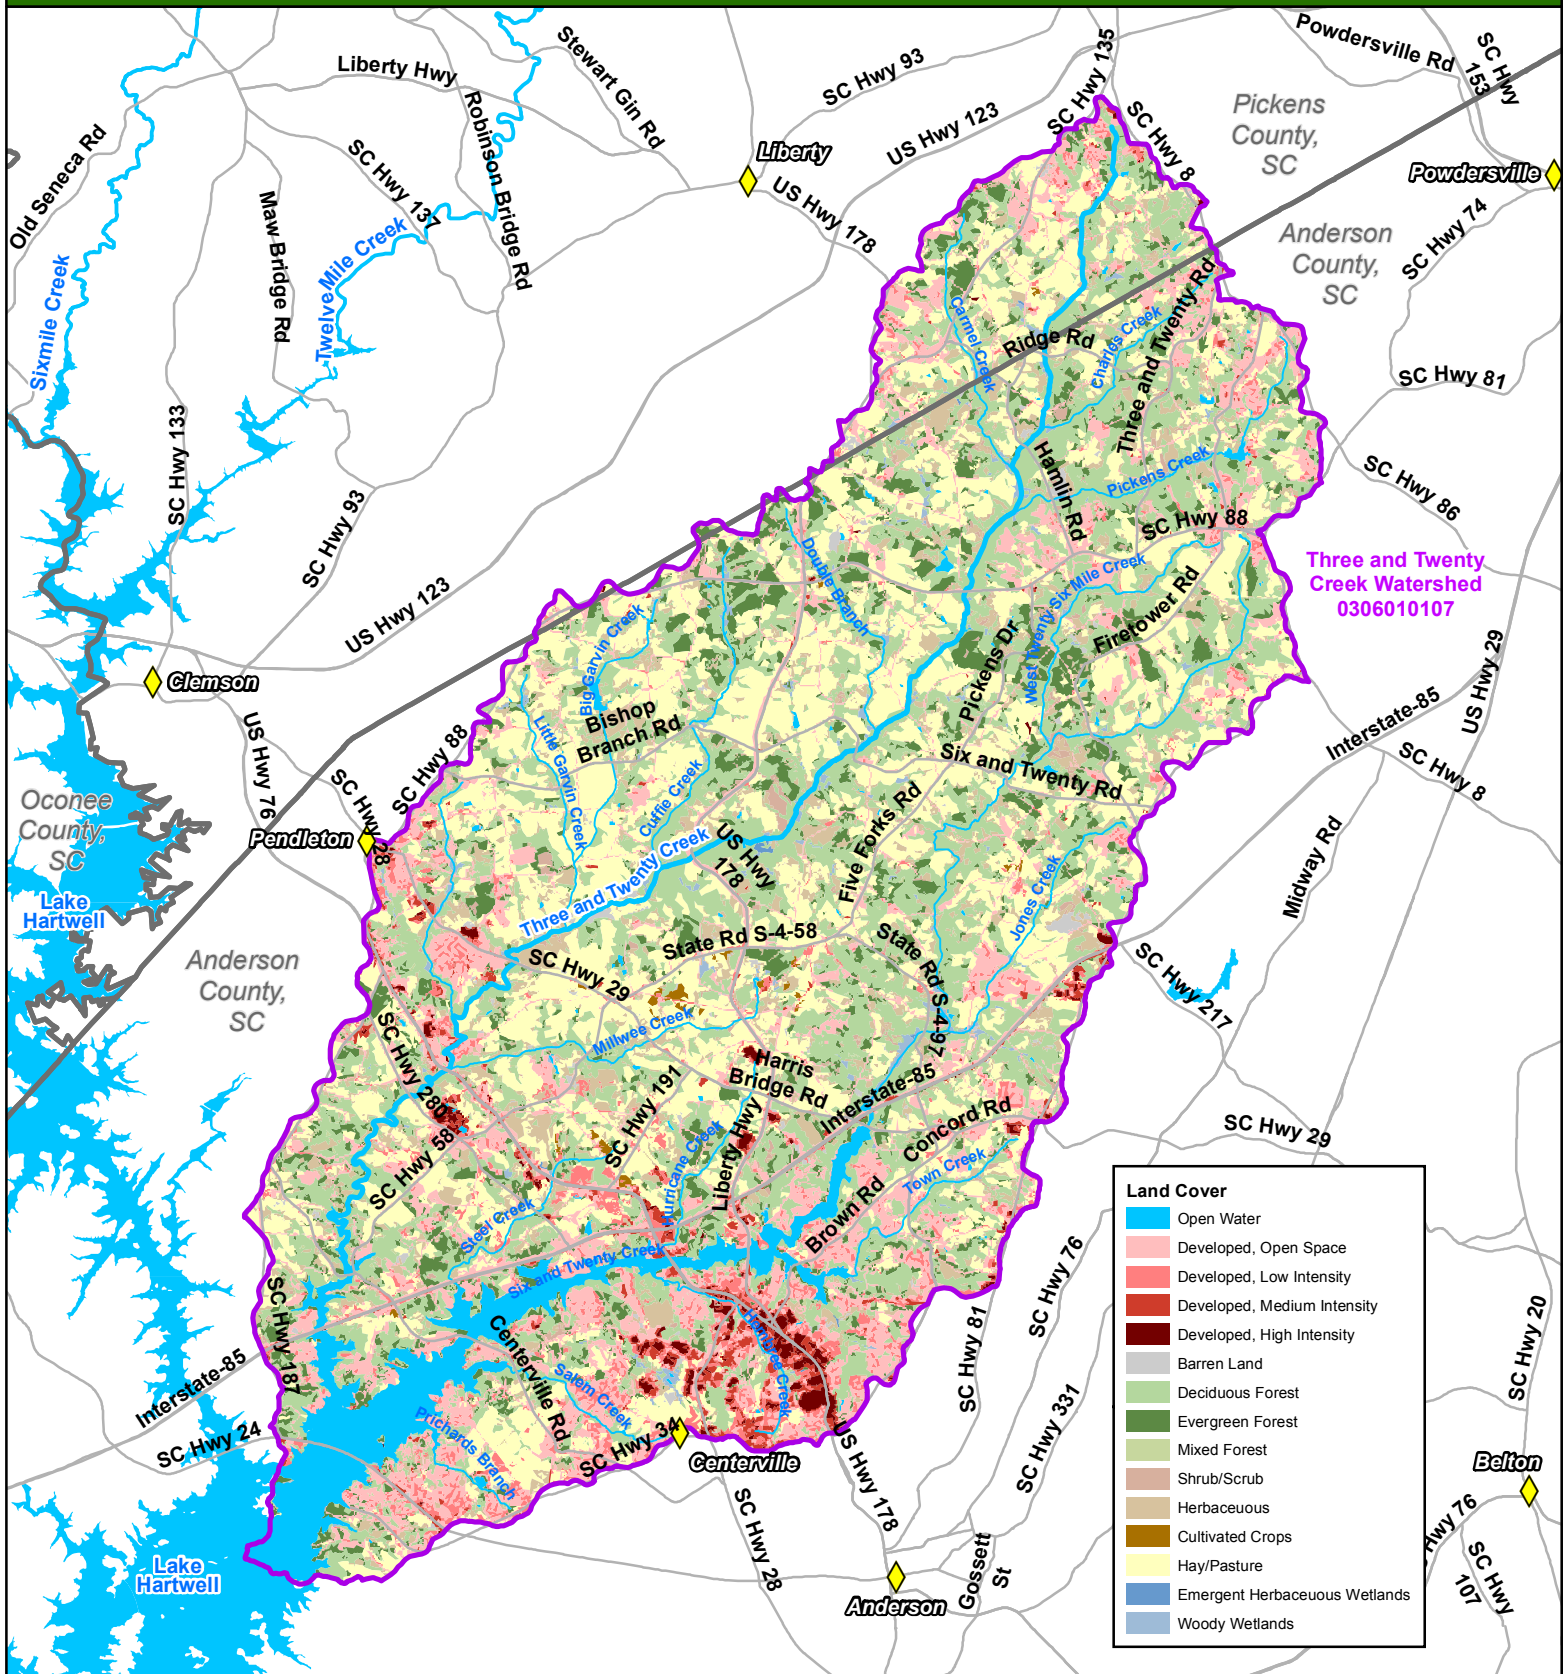 Liberty Hwy
Stewart Gin Rd
SC Hwy 93
SC Hwy 135
Powdersville Rd
SC Hwy
153
Old Seneca Rd
Robinson Bridge Rd
SC Hwy 137
Liberty
US Hwy 123
SC Hwy 8
Pickens
County,
SC
Powdersville
Maw Bridge Rd
Twelve Mile Creek
US Hwy 178
SC Hwy 74
Anderson
County,
SC
Sixmile Creek
Carmel Creek
Ridge Rd
Charles Creek
Three and Twenty Rd
SC Hwy 81
SC Hwy 133
SC Hwy 93
Hamlin Rd
Pickens Creek
SC Hwy 86
SC Hwy 88
Double Branch
West Twenty-Six Mile Creek
Three and Twenty
Creek Watershed
0306010107
US Hwy 123
Big Garvin Creek
Firetower Rd
Pickens Dr
US Hwy 29
Clemson
Interstate-85
Bishop
Branch Rd
Little Garvin Creek
US Hwy 76
SC Hwy 28
SC Hwy 88
Cuffie Creek
Six and Twenty Rd
SC Hwy 8
Oconee
County,
SC
Pendleton
Three and Twenty Creek
US Hwy
178
Five Forks Rd
Midway Rd
Lake
Hartwell
Jones Creek
State Rd S-4-58
State Rd S-4-97
SC Hwy 29
SC Hwy 217
Anderson
County,
SC
Millwee Creek
SC Hwy 280
Harris
Bridge Rd
Interstate-85
SC Hwy 191
Concord Rd
SC Hwy 29
SC Hwy 58
Hurricane Creek
Liberty Hwy
Town Creek
Brown Rd
Steel Creek
Six and Twenty Creek
SC Hwy 76
SC Hwy 187
Centerville Rd
Hembree Creek
SC Hwy 81
SC Hwy 20
Interstate-85
Salem Creek
SC Hwy 24
Prichards Branch
SC Hwy 34
SC Hwy 331
Centerville
US Hwy 178
Belton
SC Hwy 28
Hwy 76
SC Hwy
107
Gossett
St
Lake
Hartwell
Anderson
Land Cover
Open Water
Developed, Open Space
Developed, Low Intensity
Developed, Medium Intensity
Developed, High Intensity
Barren Land
Deciduous Forest
Evergreen Forest
Mixed Forest
Shrub/Scrub
Herbaceuous
Cultivated Crops
Hay/Pasture
Emergent Herbaceuous Wetlands
Woody Wetlands